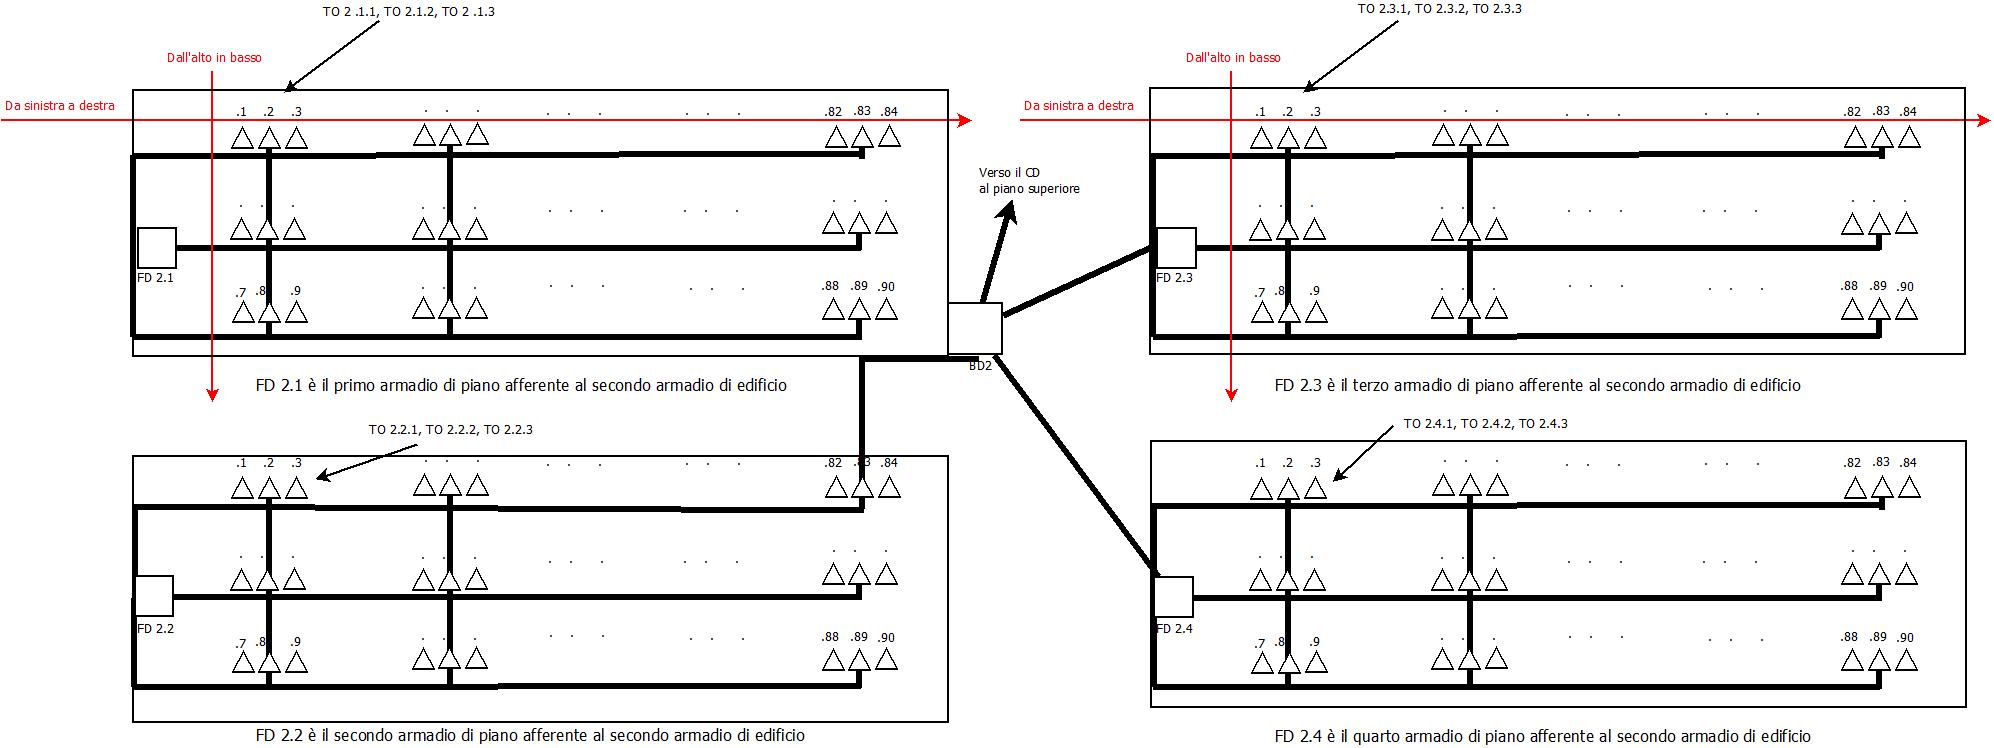 TO 2 .1.1, TO 2.1.2, TO 2 .1.3
Dall'alto in basso
Da sinistra a destra
.1 .2 .3 .82 .83 .84
FD 2.1
.7 .8 .9 .88 .89 .90
FD 2.1 è il primo armadio di piano afferente al secondo armadio di edificio
Verso il CD
al piano superiore
BD2
TO 2.3.1, TO 2.3.2, TO 2.3.3
Dall'alto in basso
Da sinistra a destra
.1 .2 .3 .82 .83 .84
FD 2.3
.7 .8 .9 .88 .89 .90
FD 2.3 è il terzo armadio di piano afferente al secondo armadio di edificio
TO 2.2.1, TO 2.2.2, TO 2.2.3
.1 .2 .3 .82 .83 .84
FD 2.2
.7 .8 .9 .88 .89 .90
FD 2.2 è il secondo armadio di piano afferente al secondo armadio di edificio
TO 2.4.1, TO 2.4.2, TO 2.4.3
.1 .2 .3 .82 .83 .84
FD 2.4
.7 .8 .9 .88 .89 .90
FD 2.4 è il quarto armadio di piano afferente al secondo armadio di edificio